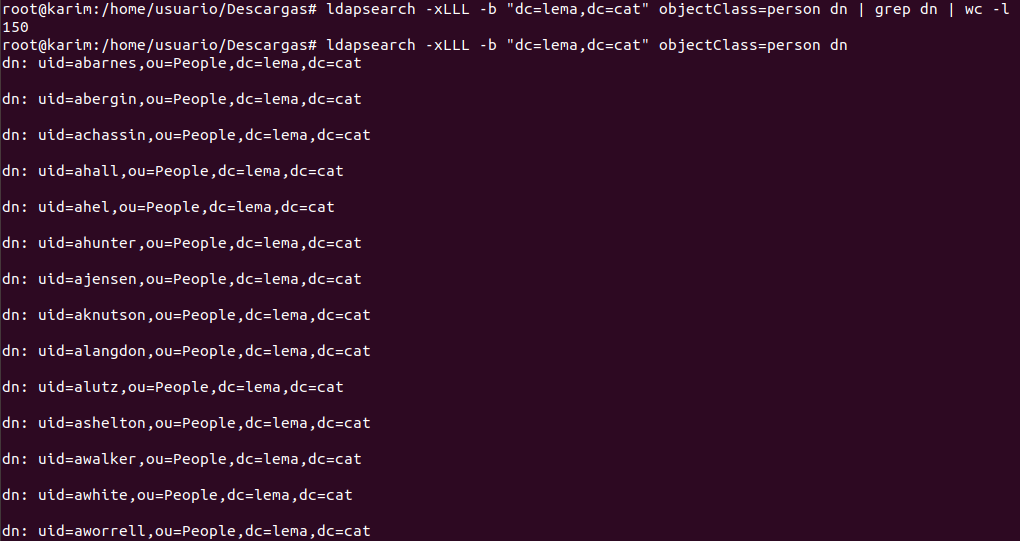 root@karim:/home/usuario/Descargas# ldapsearch -xLLL -b "dc=lema,dc=cat" objectClass=person dn | grep dn | wc -l
150
root@karim:/home/usuario/Descargas# ldapsearch -xLLL -b "dc=lema,dc=cat" objectClass=person dn
dn: uid=abarnes,ou=People,dc=lema,dc=cat
dn: uid=abergin,ou=People,dc=lema,dc=cat
dn: uid=achassin,ou=People,dc=lema,dc=cat
dn: uid=ahall,ou=People,dc=lema,dc=cat
dn: uid=ahel,ou=People,dc=lema,dc=cat
dn: uid=ahunter,ou=People,dc=lema,dc=cat
dn: uid=ajensen,ou=People,dc=lema,dc=cat
dn: uid=aknutson,ou=People,dc=lema,dc=cat
dn: uid=alangdon,ou=People,dc=lema,dc=cat
dn: uid=alutz,ou=People,dc=lema,dc=cat
dn: uid=ashelton,ou=People,dc=lema,dc=cat
dn: uid=awalker,ou=People,dc=lema,dc=cat
dn: uid=awhite,ou=People,dc=lema,dc=cat
dn: uid=aworrell,ou=People,dc=lema,dc=cat